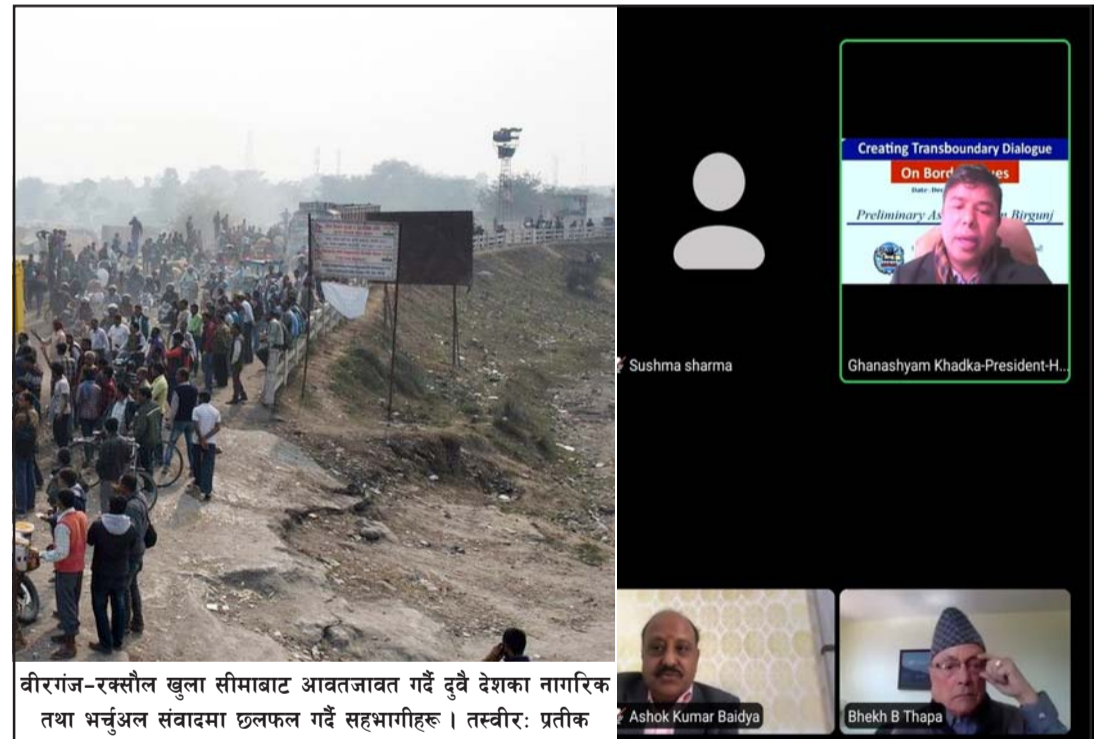 वीरगंज-रक्सौल खुला सीमाबाट आवतजावत गर्दै दुवै देशका नागरिक
तथा भर्चुअल संवादमा छलफल गर्दै सहभागीहरू । तस्वीर: प्रतीक
Creating Transboundary Dialogue
On Bord
Preliminary
Birgunj
Sushma sharma
Ghanashyam Khadka-President-H...
Ashok Kumar Baidya
Bhekh B Thapa